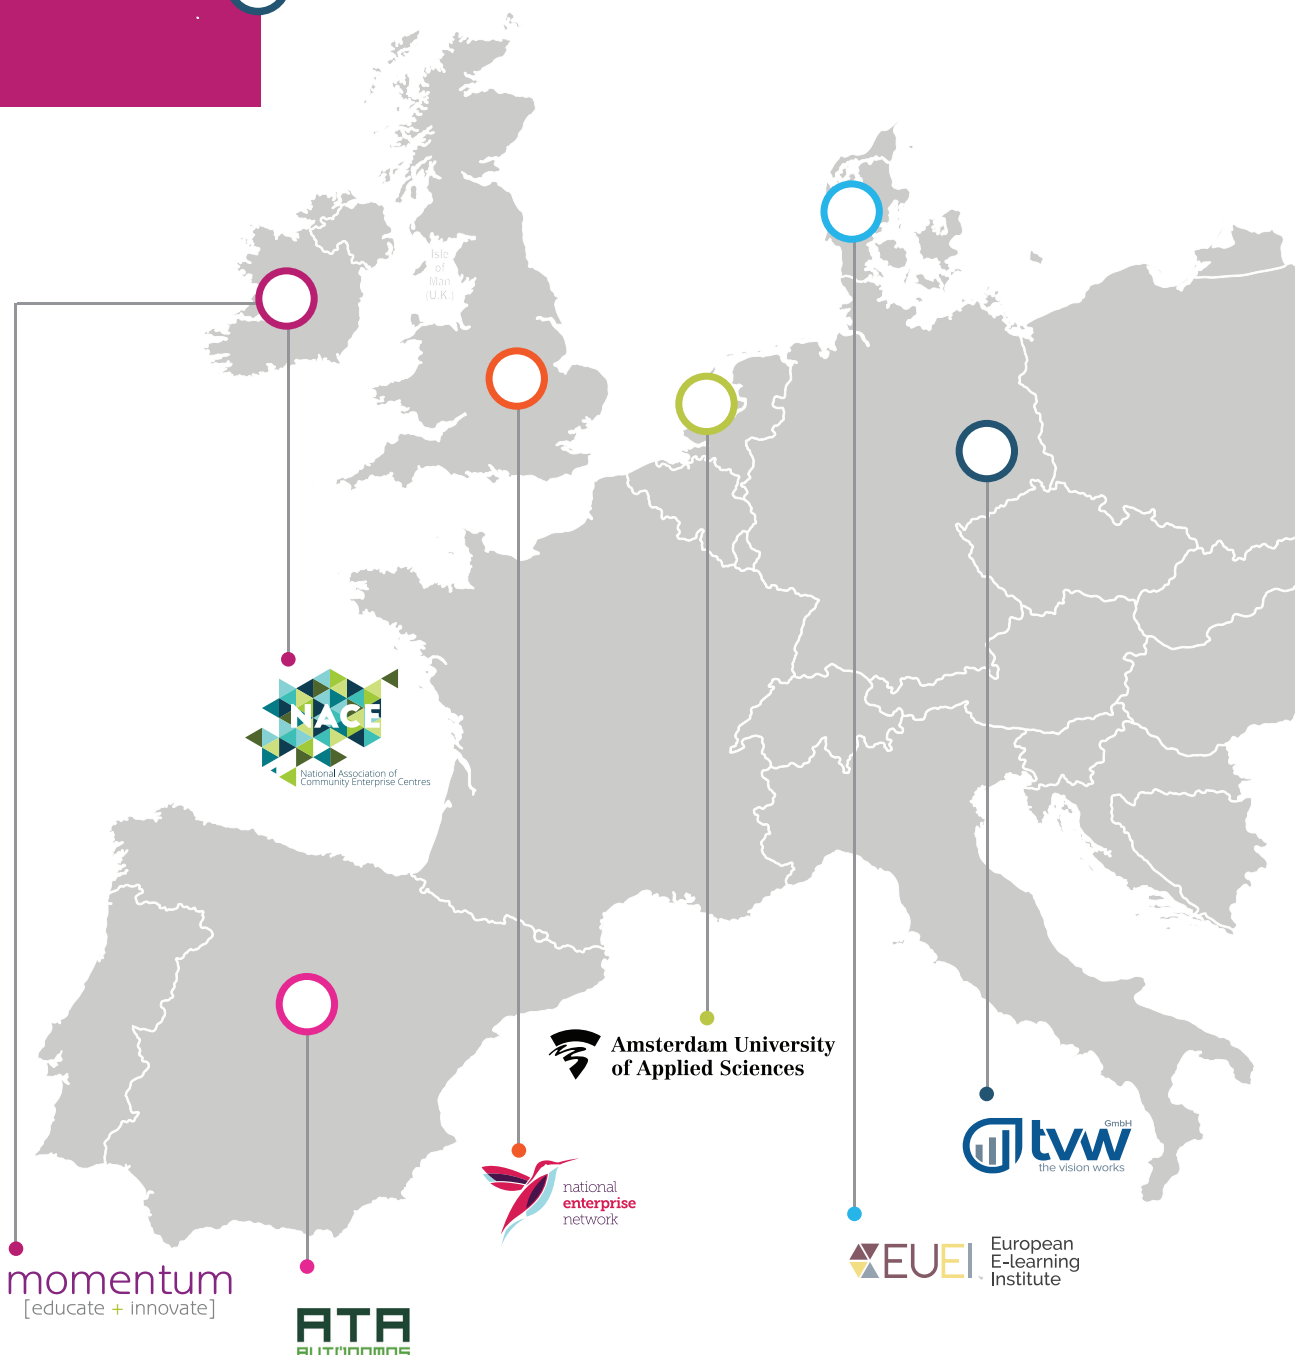 Isle
of
Man
(U.K.)
NACE
National Association of
Community Enterprise Centres
Amsterdam University
of Applied Sciences
GmbH
tvw
the vision works
national
enterprise
network
EUEI
European
E-learning
Institute
momentum
[educate + innovate]
ATA
AUTÓNOMOS